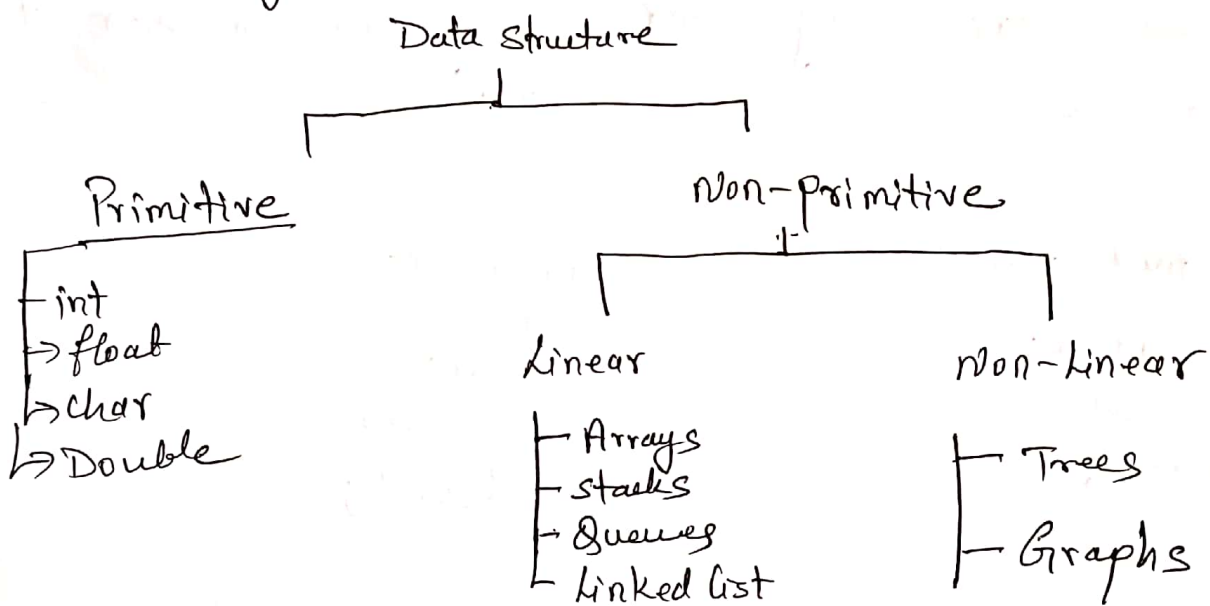 Data Structure
Primitive
Non-primitive
int
float
char
Double
Linear
Non-Linear
Arrays
Stacks
Queues
Linked list
Trees
Graphs